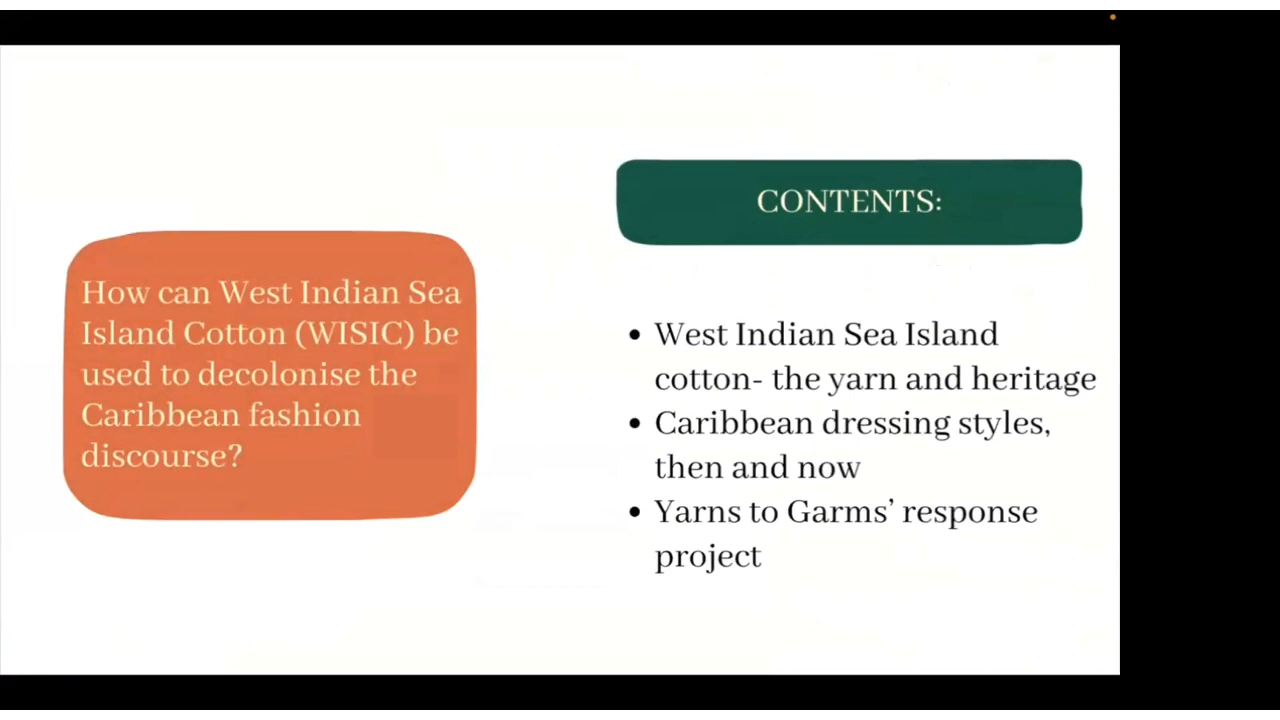 How can West Indian Sea
Island Cotton (WISIC) be
used to decolonise the
Caribbean fashion
discourse?
CONTENTS:
• West Indian Sea Island
cotton- the yarn and heritage
• Caribbean dressing styles,
then and now
• Yarns to Garms’ response
project